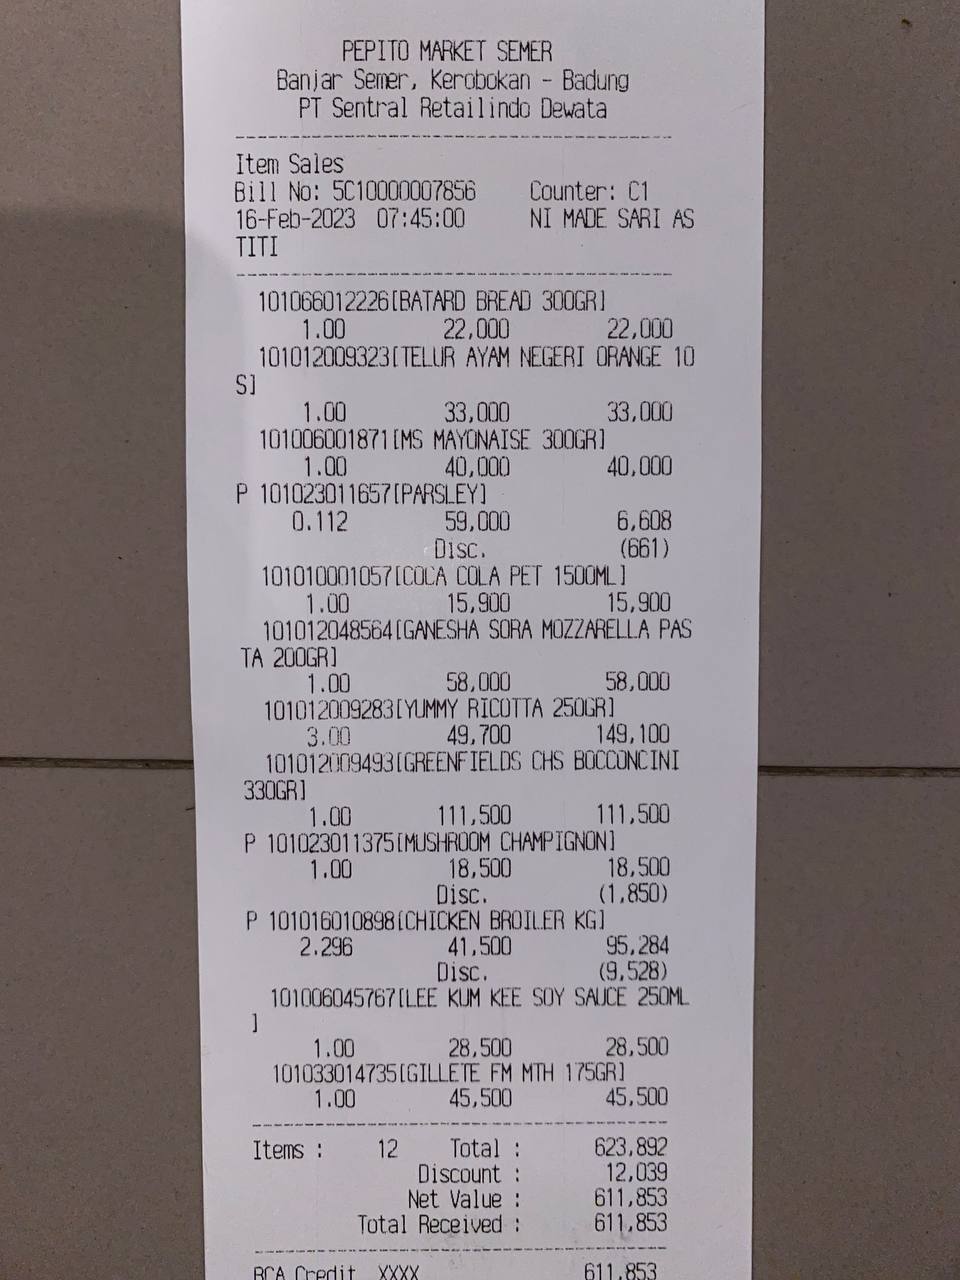 PEPITO MARKET SEMER
Banjar Semer, Kerobokan - Badung
PT Sentral Retailindo Dewata
Item Sales
Bill No: 5C10000007856 Counter: C1
16-Feb-2023 07:45:00 NI MADE SARI AS
TITI
101066012226[BATARD BREAD 300GR]
1.00 22,000 22,000
101012009323[TELUR AYAM NEGERI ORANGE 10
S]
1.00 33,000 33,000
101006001871[MS MAYONAISE 300GR]
1.00 40,000 40,000
P 101023011657[PARSLEY]
0.112 59,000 6,608
Disc. (661)
101010001057[COCA COLA PET 1500ML]
1.00 15,900 15,900
101012048564[GANESHA SORA MOZZARELLA PAS
TA 200GR]
1.00 58,000 58,000
101012009283[YUMMY RICOTTA 250GR]
3.00 49,700 149,100
101012009493[GREENFIELDS CHS BOCCONCINI
330GR]
1.00 111,500 111,500
P 101023011375[MUSHROOM CHAMPIGNON]
1.00 18,500 18,500
Disc. (1,850)
P 101016010898[CHICKEN BROILER KG]
2.296 41,500 95,284
Disc. (9,528)
101006045767[LEE KUM KEE SOY SAUCE 250ML
]
1.00 28,500 28,500
101033014735[GILLETE FM MTH 175GR]
1.00 45,500 45,500
Items : 12 Total : 623,892
Discount : 12,039
Net Value : 611,853
Total Received : 611,853
BCA Credit XXXX 611,853